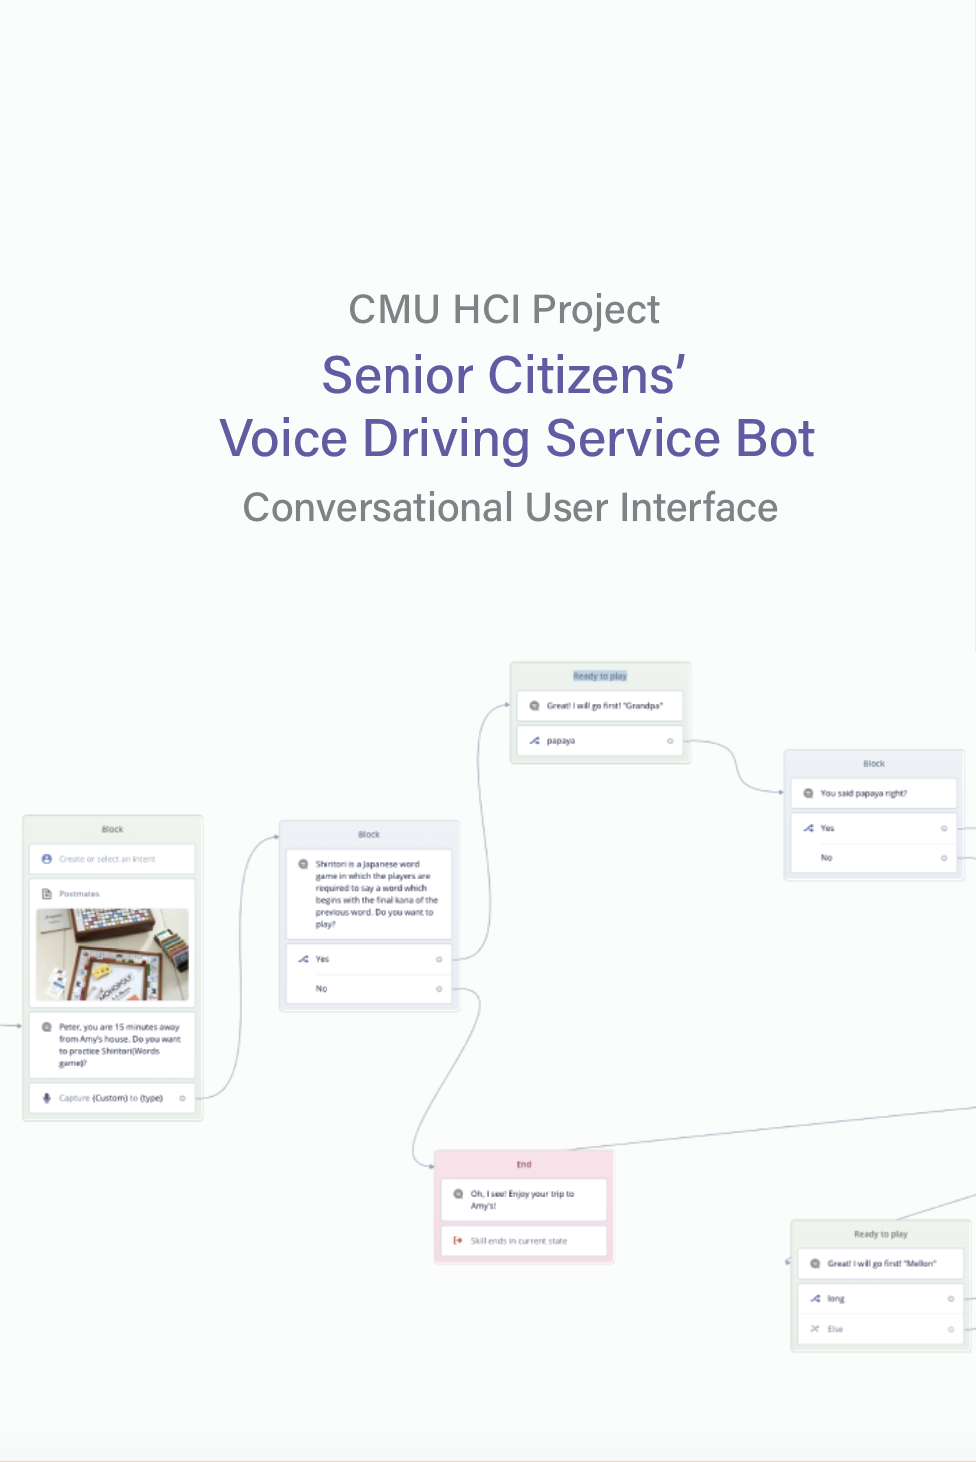 CMU HCI Project
Senior Citizens’
Voice Driving Service Bot
Conversational User Interface
Block
Create or select an Intent
Postmates
MONOPOLY
Peter, you are 15 minutes away
from Amy's house. Do you want
to practice Shiritori(Words
game)?
Capture {Custom} to {type}
Block
Shiritori is a Japanese word
game in which the players are
required to say a word which
begins with the final kana of the
previous word. Do you want to
play?
Yes
No
Ready to play
Great! I will go first! "Grandpa"
papaya
Block
You said papaya right?
Yes
No
End
Oh, I see! Enjoy your trip to
Amy's!
Skill ends in current state
Ready to play
Great! I will go first! "Mellon"
long
Else